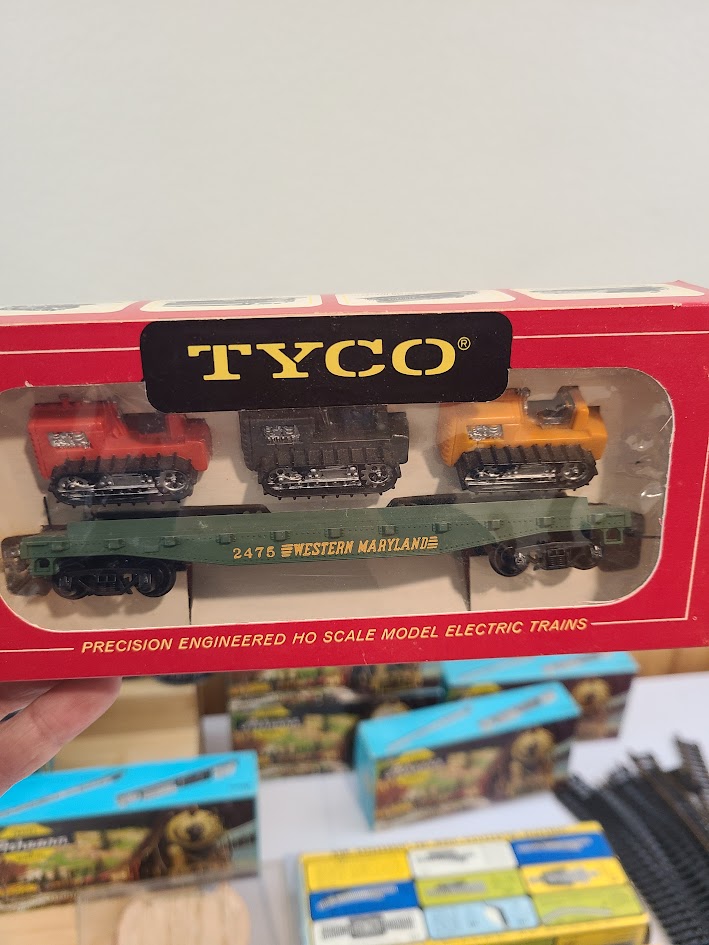 TYCO®
2475 WESTERN MARYLAND
PRECISION ENGINEERED HO SCALE MODEL ELECTRIC TRAINS